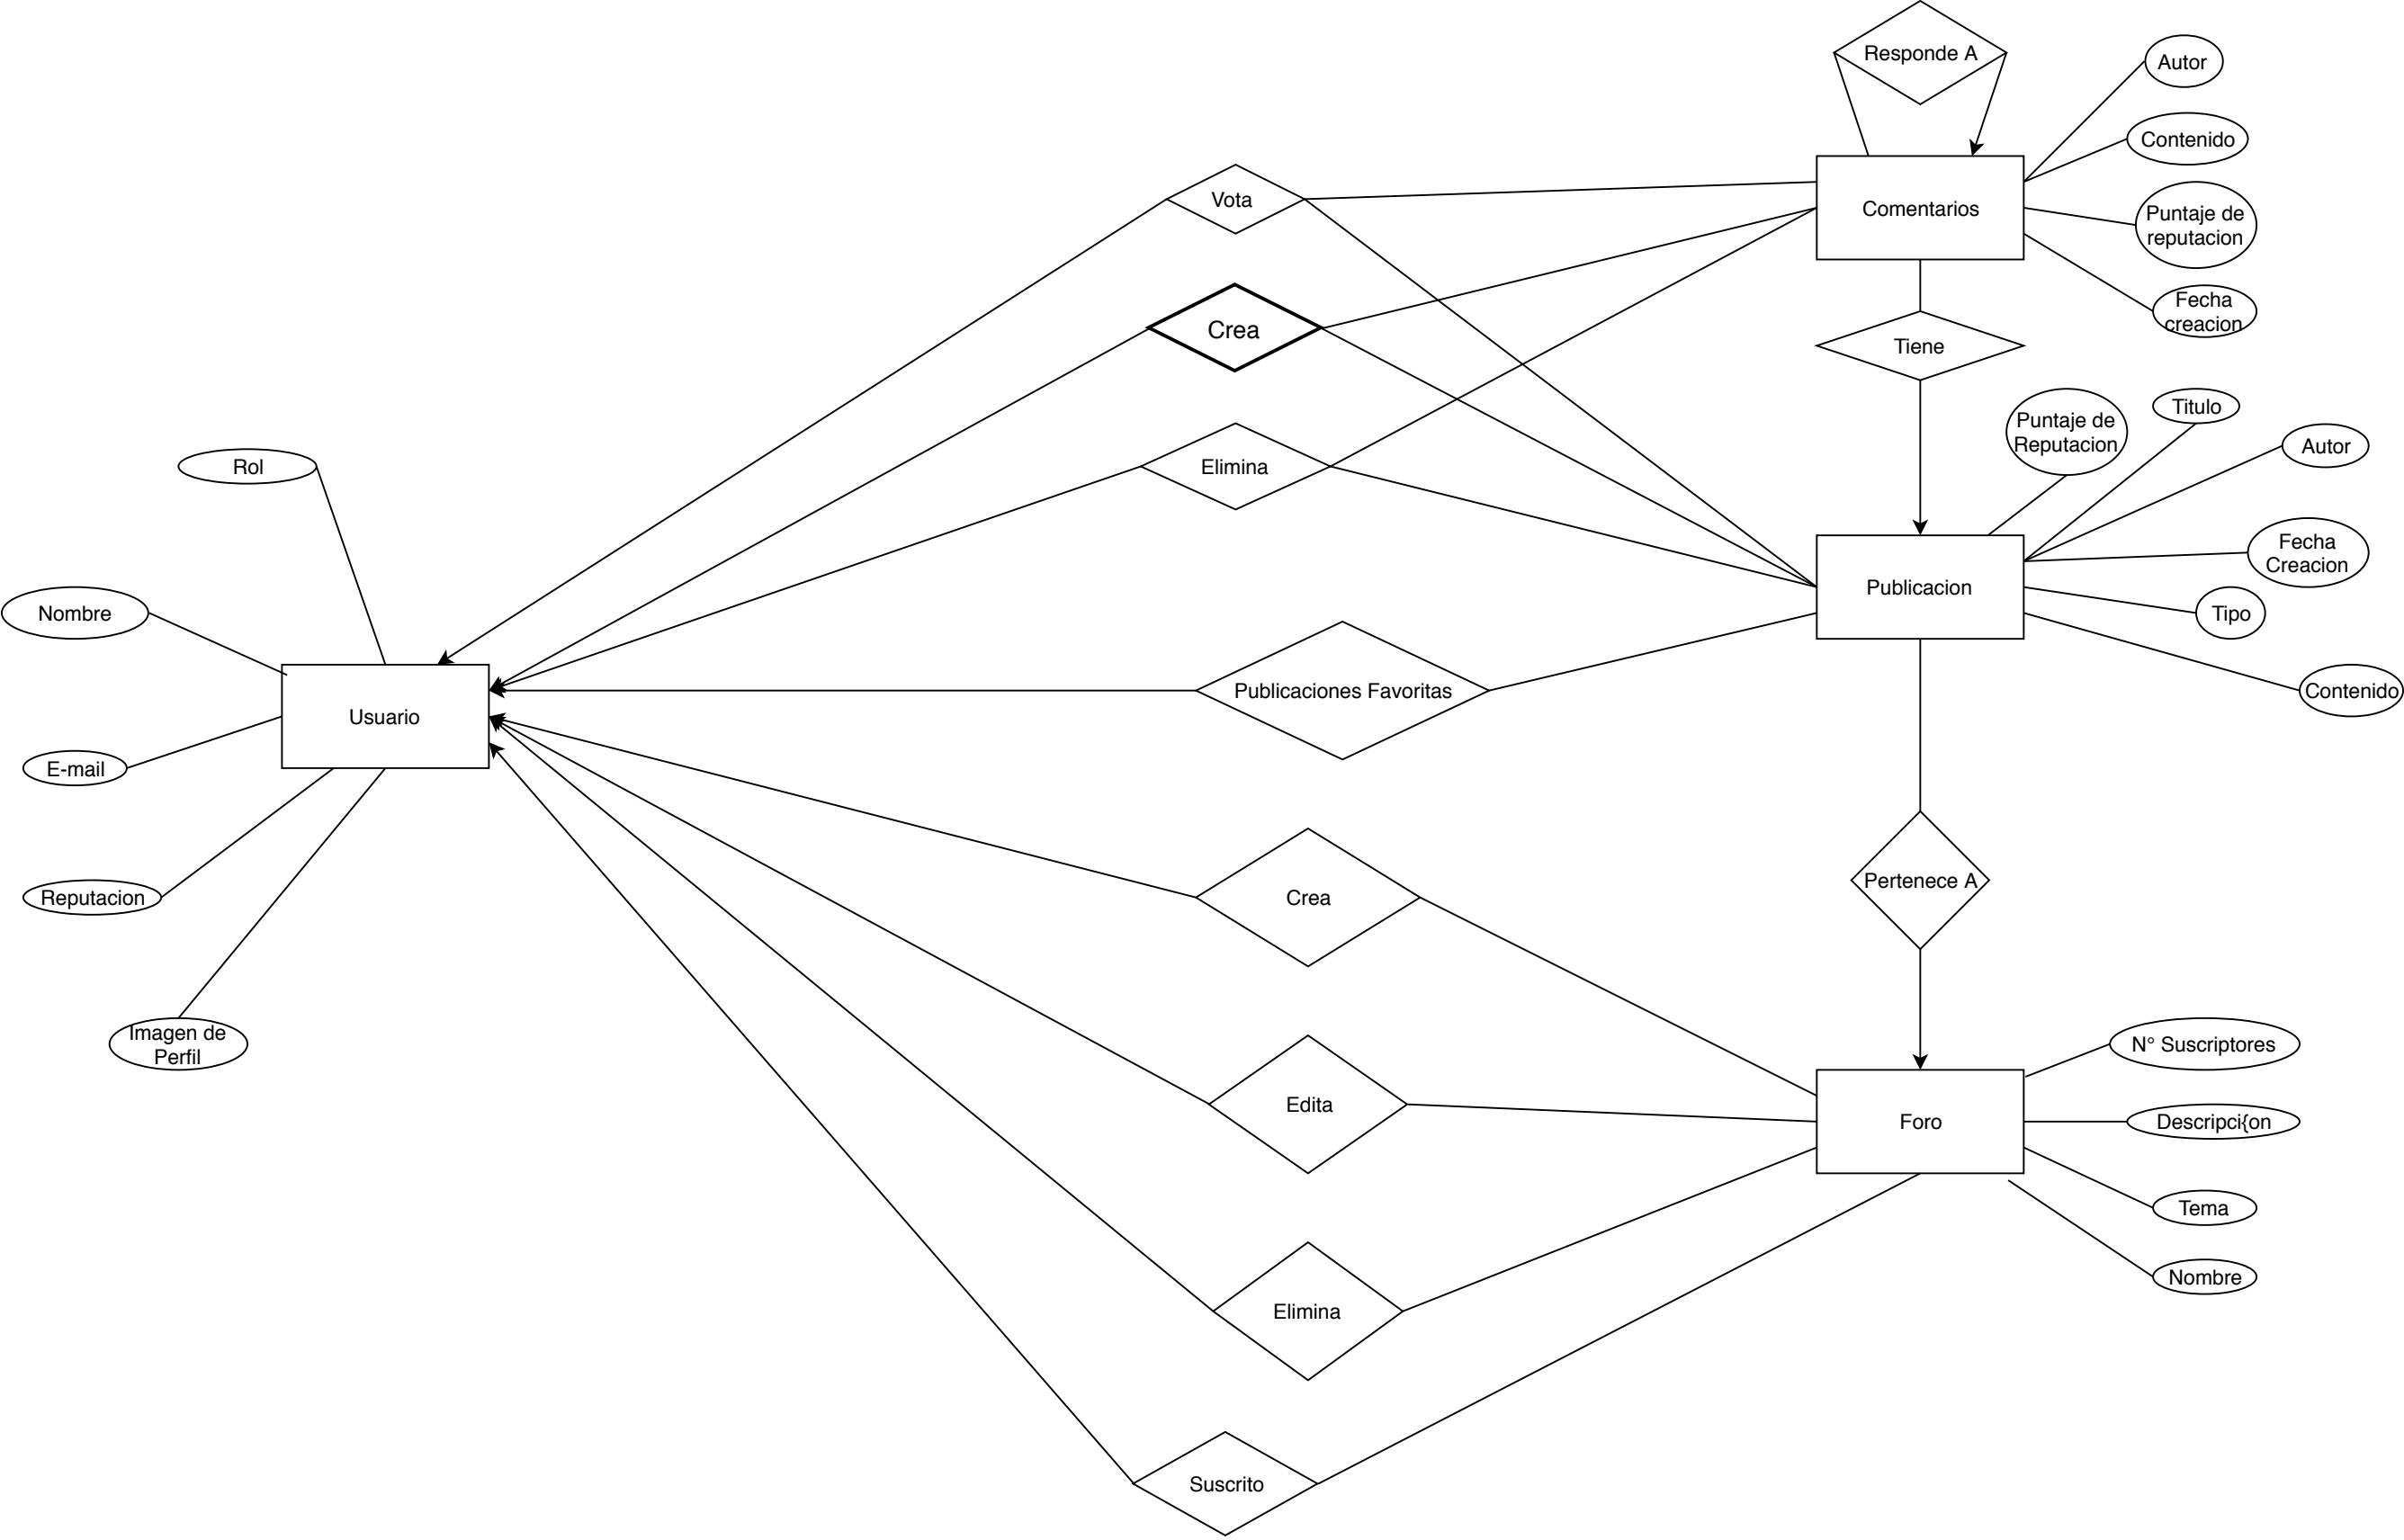 Responde A
Autor
Contenido
Vota
Comentarios
Puntaje de
reputacion
Fecha
creacion
Crea
Tiene
Puntaje de
Reputacion
Titulo
Autor
Rol
Elimina
Fecha
Creacion
Publicacion
Nombre
Tipo
Publicaciones Favoritas
Contenido
Usuario
E-mail
Reputacion
Crea
Pertenece A
Imagen de
Perfil
N° Suscriptores
Edita
Foro
Descripci{on
Tema
Nombre
Elimina
Suscrito